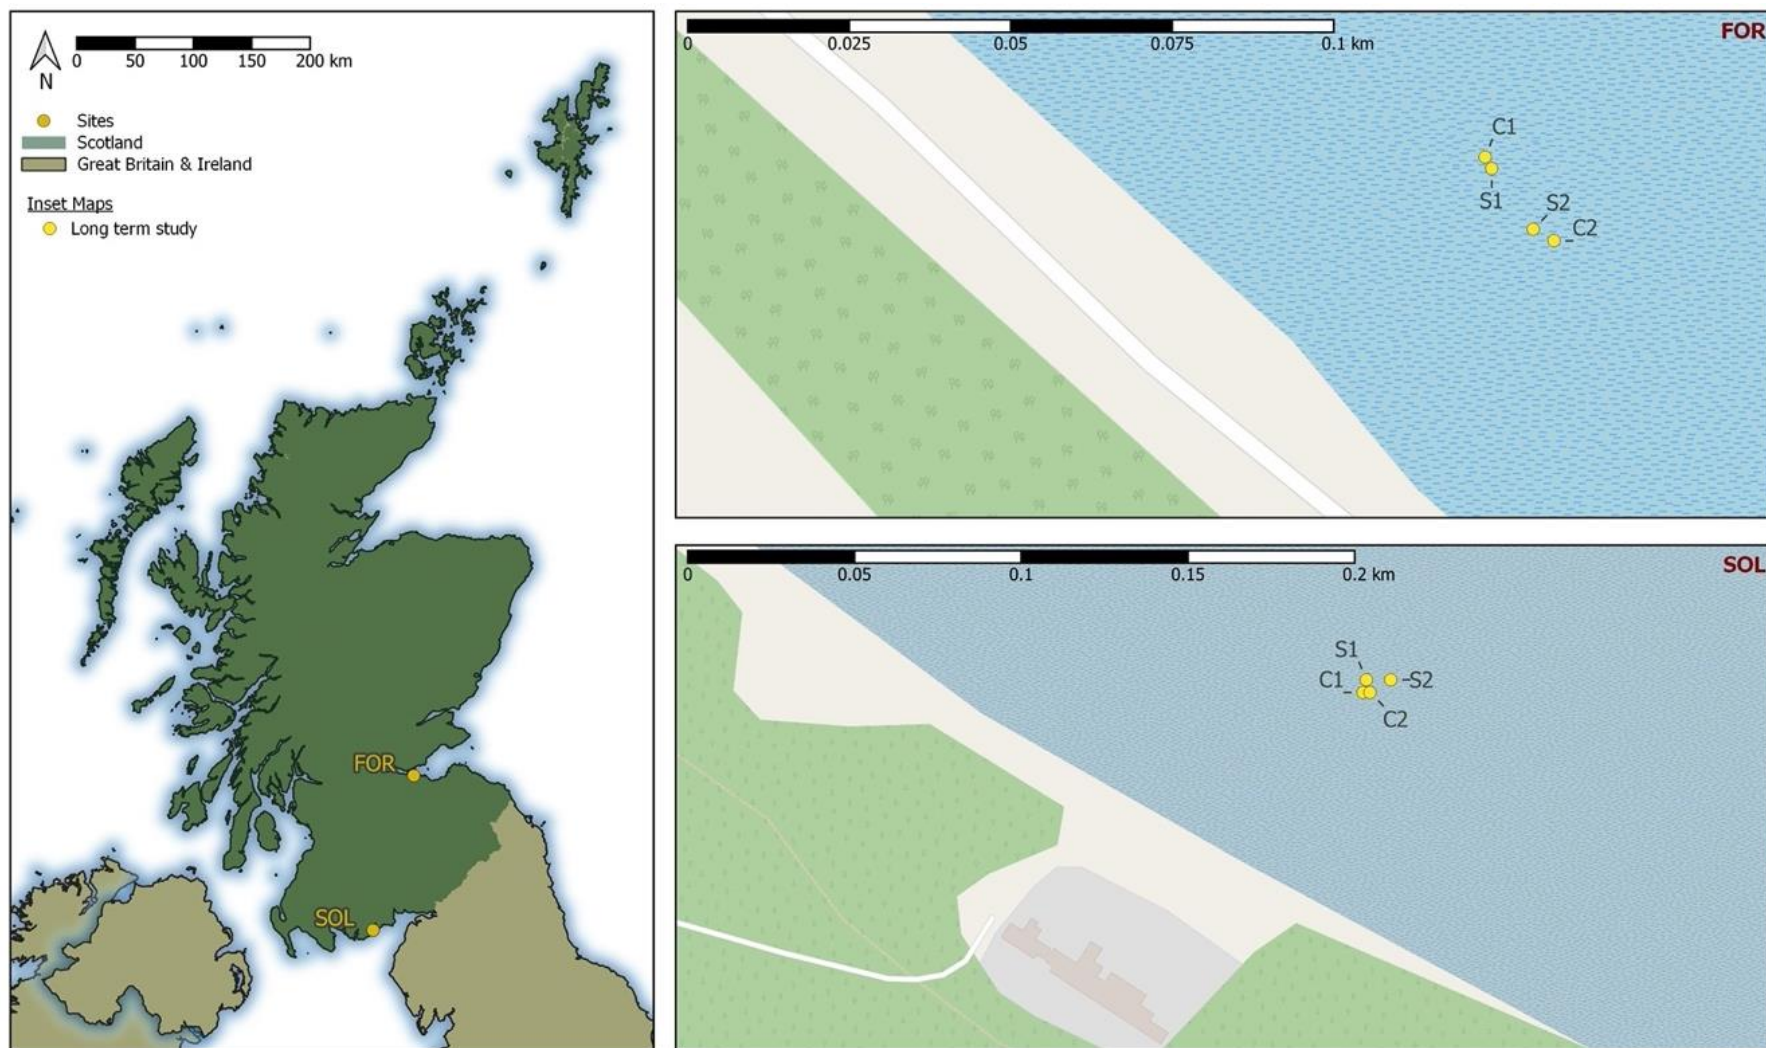 0 50 100 150 200 km
N
Sites
Scotland
Great Britain & Ireland
Inset Maps
Long term study
FOR
SOL
0 0.025 0.05 0.075 0.1 km
FOR
C1
S1
S2
C2
0 0.05 0.1 0.15 0.2 km
SOL
S1
C1
S2
C2